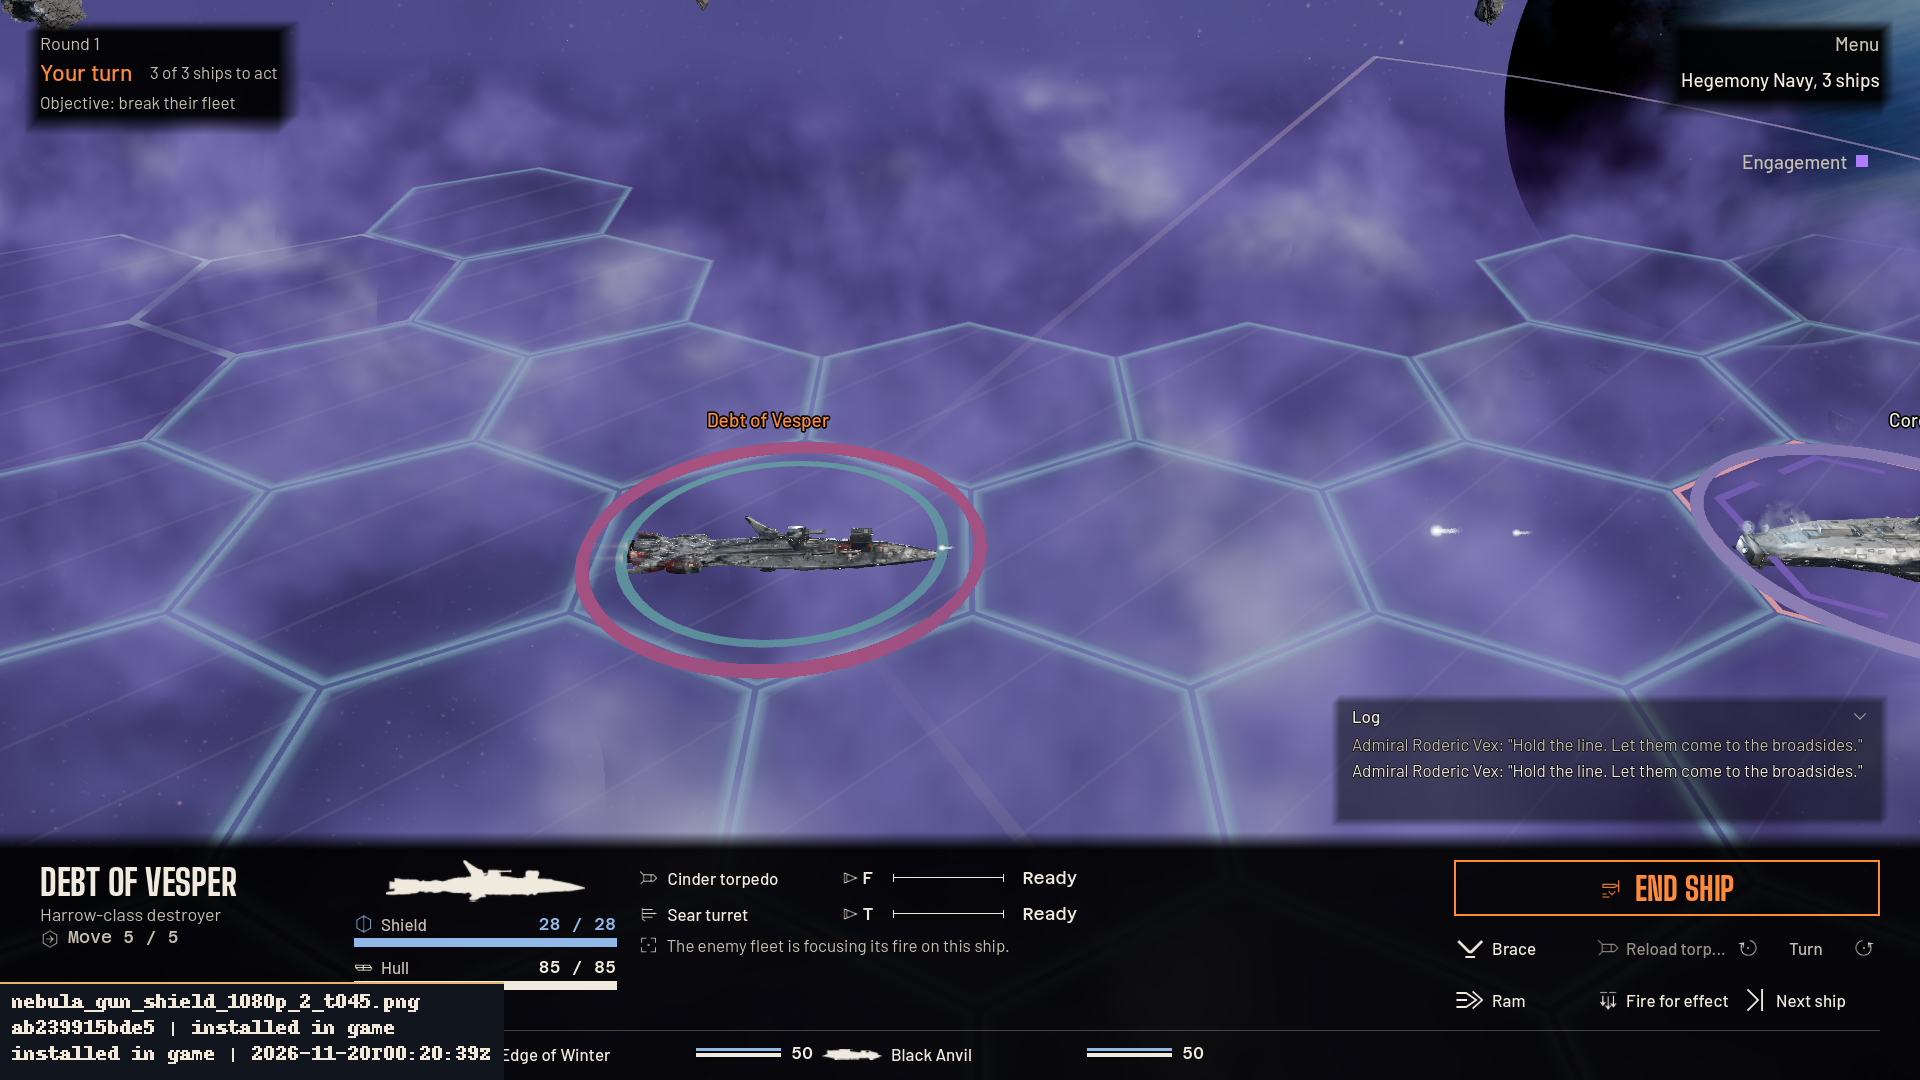 Round 1
Your turn 3 of 3 ships to act
Objective: break their fleet
Menu
Hegemony Navy, 3 ships
Engagement
Debt of Vesper
Log
Admiral Roderic Vex: "Hold the line. Let them come to the broadsides."
Admiral Roderic Vex: "Hold the line. Let them come to the broadsides."
DEBT OF VESPER
Harrow-class destroyer
Move 5 / 5
Shield 28 / 28
Hull 85 / 85
Cinder torpedo F Ready
Sear turret T Ready
The enemy fleet is focusing its fire on this ship.
END SHIP
Brace Reload torp... Turn
Ram Fire for effect Next ship
nebula_gun_shield_1080p_2_t045.png
ab239915bde5 | installed in game
installed in game | 2026-11-20T00:20:39Z
Edge of Winter 50 Black Anvil 50